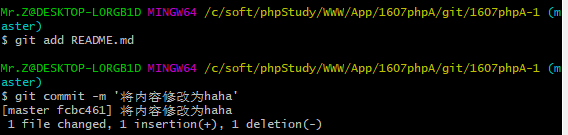 Mr.Z@DESKTOP-LORGB1D MINGW64 /c/soft/phpStudy/WWW/App/1607phpA/git/1607phpA-1 (m
aster)
$ git add README.md
Mr.Z@DESKTOP-LORGB1D MINGW64 /c/soft/phpStudy/WWW/App/1607phpA/git/1607phpA-1 (m
aster)
$ git commit -m '将内容修改为haha'
[master fcbc461] 将内容修改为haha
1 file changed, 1 insertion(+), 1 deletion(-)